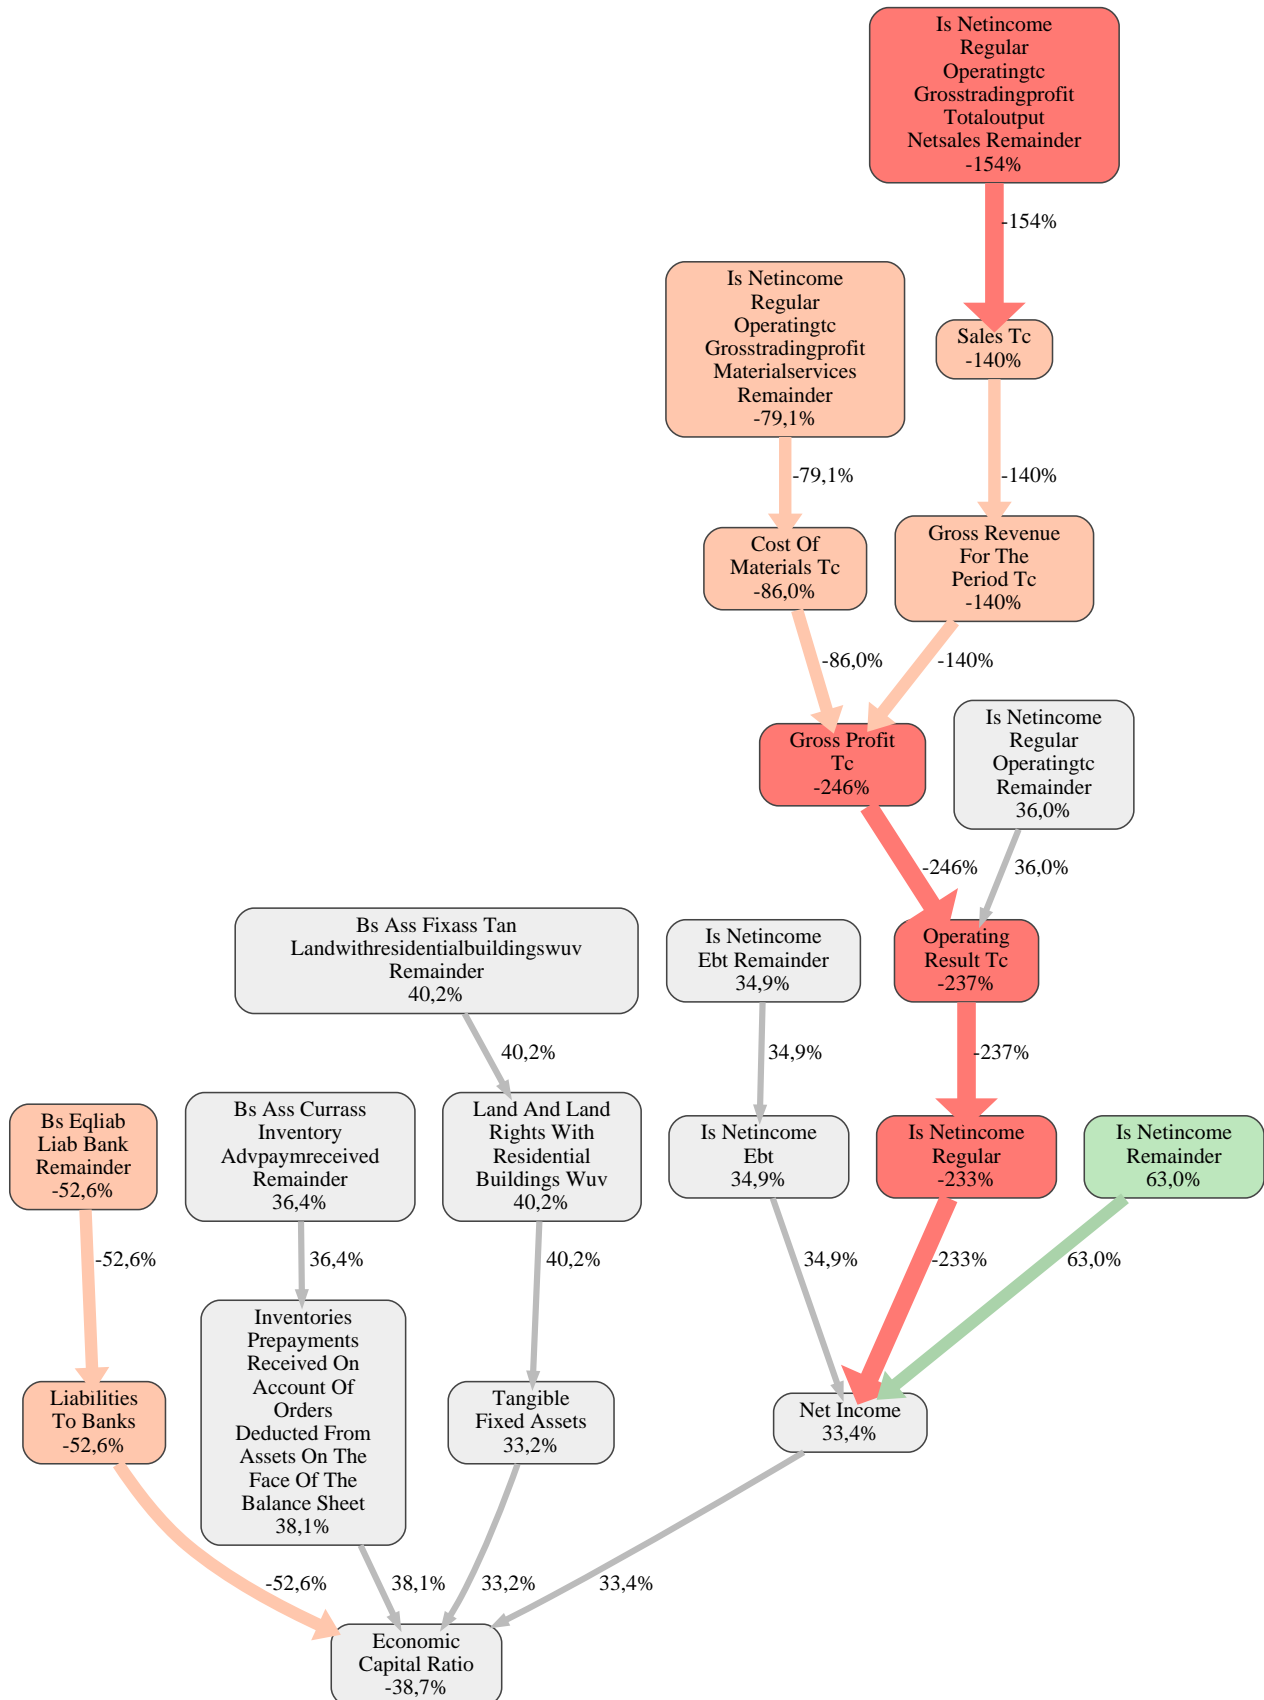 Is Netincome
Regular
Operatingtc
Grosstradingprofit
Totaloutput
Netsales Remainder
-154%
-154%
Is Netincome
Regular
Operatingtc
Grosstradingprofit
Materialservices
Remainder
-79,1%
Sales Tc
-140%
-79,1%
-140%
Cost Of
Materials Tc
-86,0%
Gross Revenue
For The
Period Tc
-140%
-86,0%
-140%
Gross Profit
Tc
-246%
Is Netincome
Regular
Operatingtc
Remainder
36,0%
-246%
36,0%
Bs Ass Fixass Tan
Landwithresidentialbuildingswuv
Remainder
40,2%
Is Netincome
Ebt Remainder
34,9%
Operating
Result Tc
-237%
40,2%
34,9%
-237%
Bs Eqliab
Liab Bank
Remainder
-52,6%
Bs Ass Currass
Inventory
Advpaymreceived
Remainder
36,4%
Land And Land
Rights With
Residential
Buildings Wuv
40,2%
Is Netincome
Ebt
34,9%
Is Netincome
Regular
-233%
Is Netincome
Remainder
63,0%
-52,6%
36,4%
40,2%
34,9%
-233%
63,0%
Liabilities
To Banks
-52,6%
Inventories
Prepayments
Received On
Account Of
Orders
Deducted From
Assets On The
Face Of The
Balance Sheet
38,1%
Tangible
Fixed Assets
33,2%
Net Income
33,4%
-52,6%
38,1%
33,2%
33,4%
Economic
Capital Ratio
-38,7%